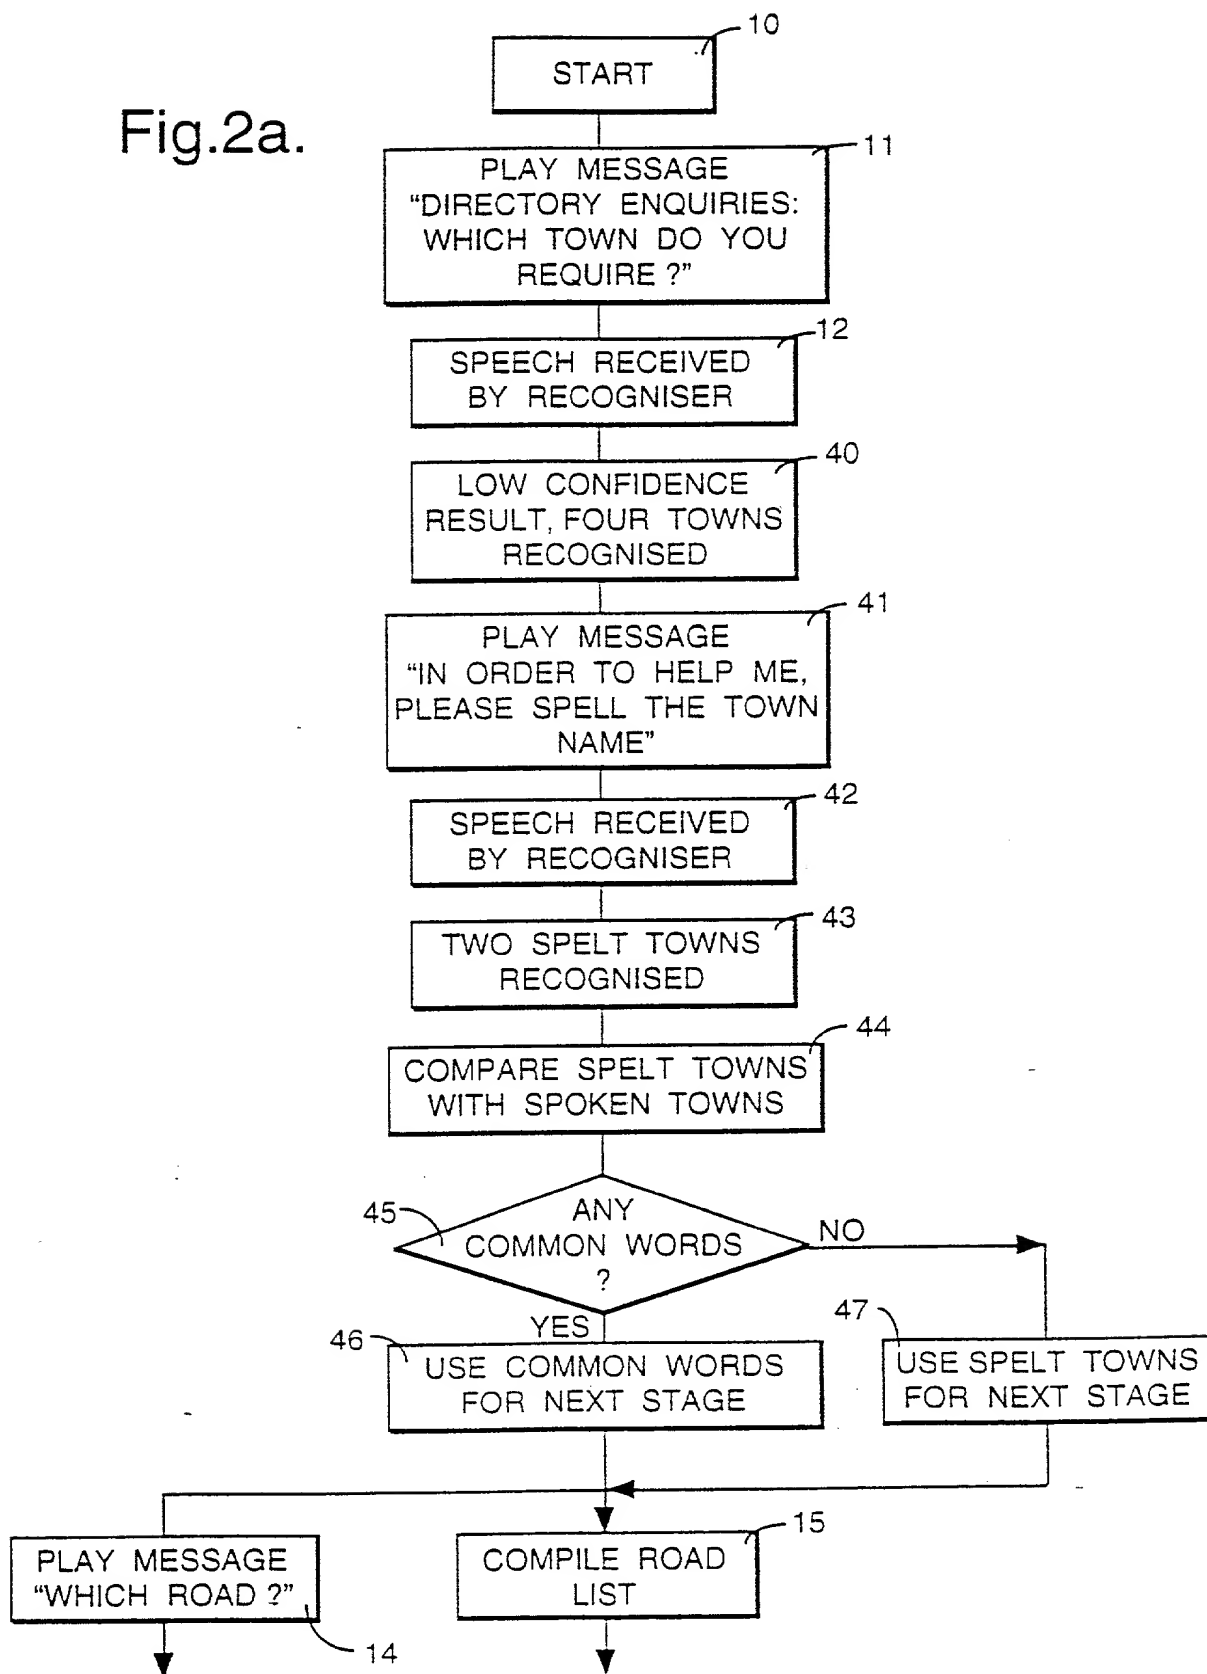 10
START
Fig.2a.
11
PLAY MESSAGE
“DIRECTORY ENQUIRIES:
WHICH TOWN DO YOU
REQUIRE ?”
12
SPEECH RECEIVED
BY RECOGNISER
40
LOW CONFIDENCE
RESULT, FOUR TOWNS
RECOGNISED
41
PLAY MESSAGE
“IN ORDER TO HELP ME,
PLEASE SPELL THE TOWN
NAME”
42
SPEECH RECEIVED
BY RECOGNISER
43
TWO SPELT TOWNS
RECOGNISED
44
COMPARE SPELT TOWNS
WITH SPOKEN TOWNS
45
ANY
COMMON WORDS
?
NO
YES
46
USE COMMON WORDS
FOR NEXT STAGE
47
USE SPELT TOWNS
FOR NEXT STAGE
PLAY MESSAGE
“WHICH ROAD ?”
14
15
COMPILE ROAD
LIST